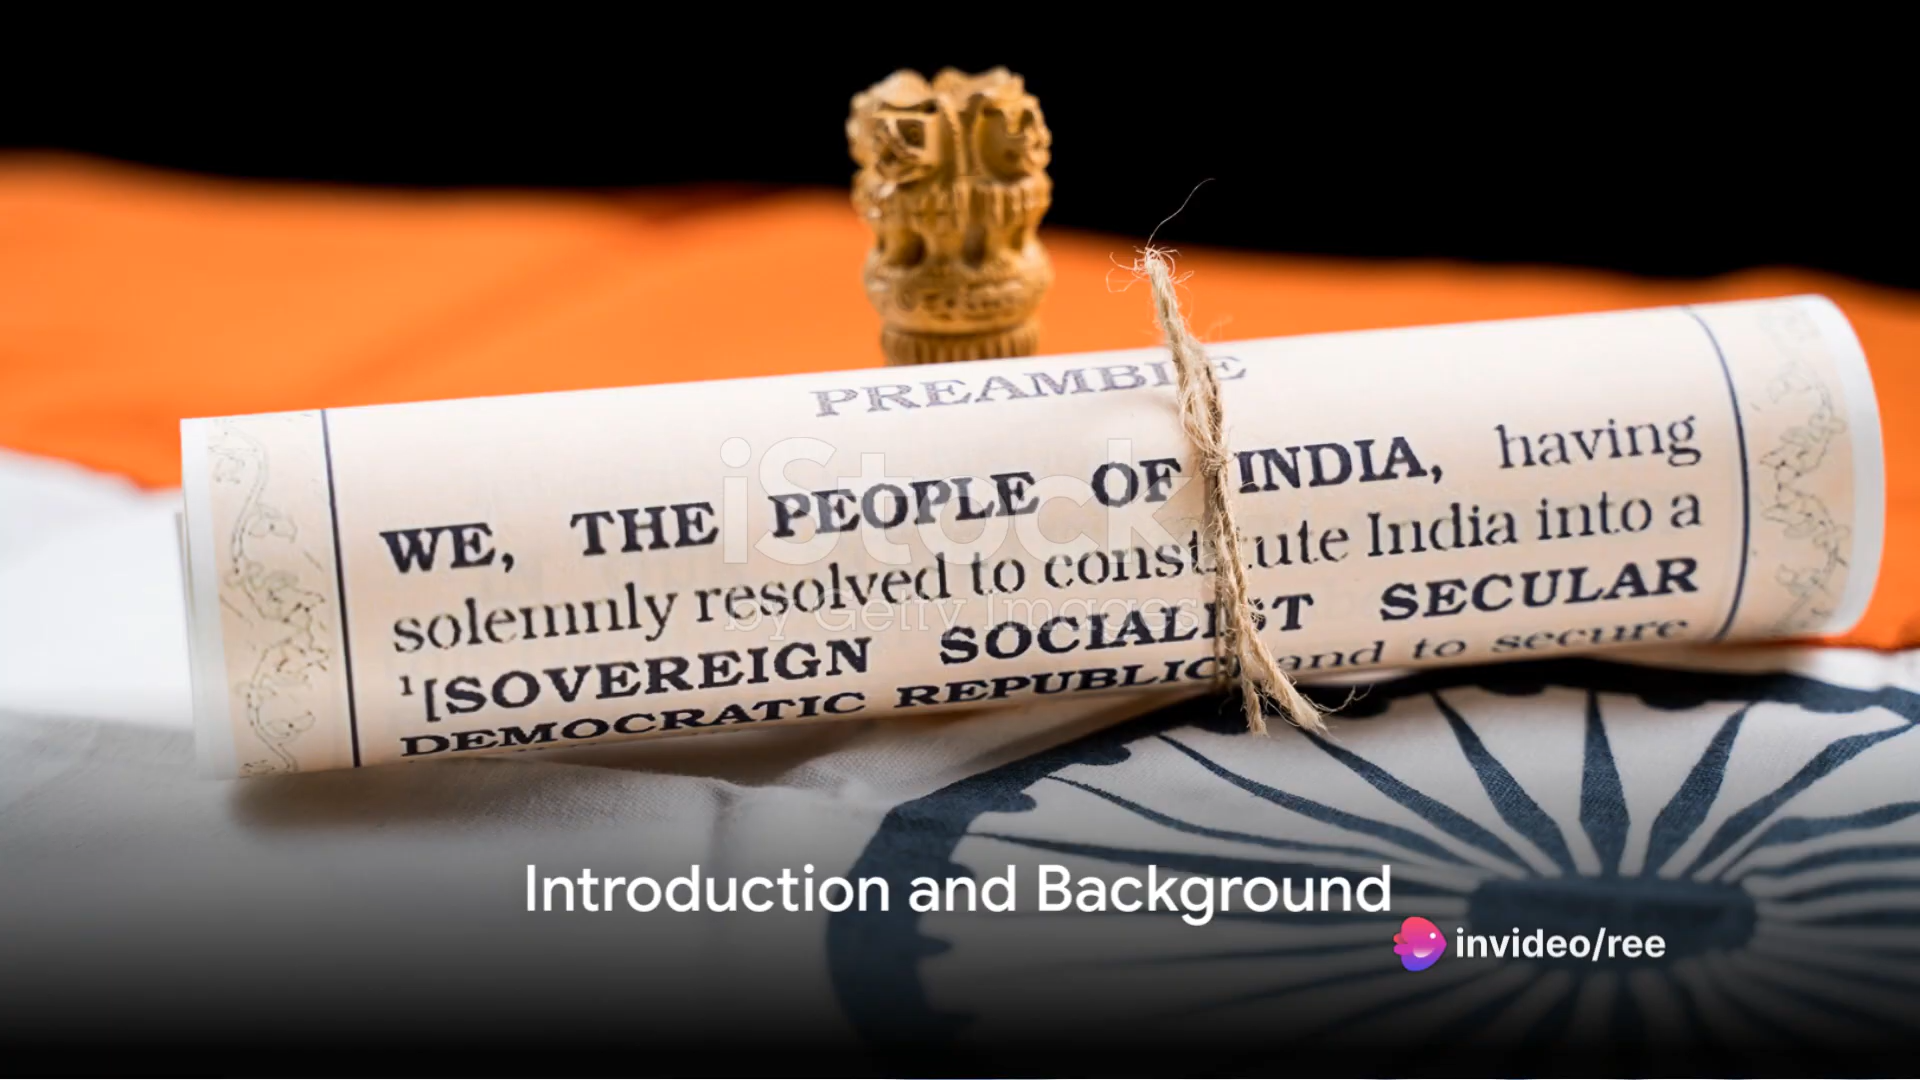 PREAMBLE
WE, THE PEOPLE OF INDIA, having
solemnly resolved to constitute India into a
¹[SOVEREIGN SOCIALIST SECULAR
DEMOCRATIC REPUBLIC and to secure
iStock
by Getty Images
Introduction and Background
invideo/ree